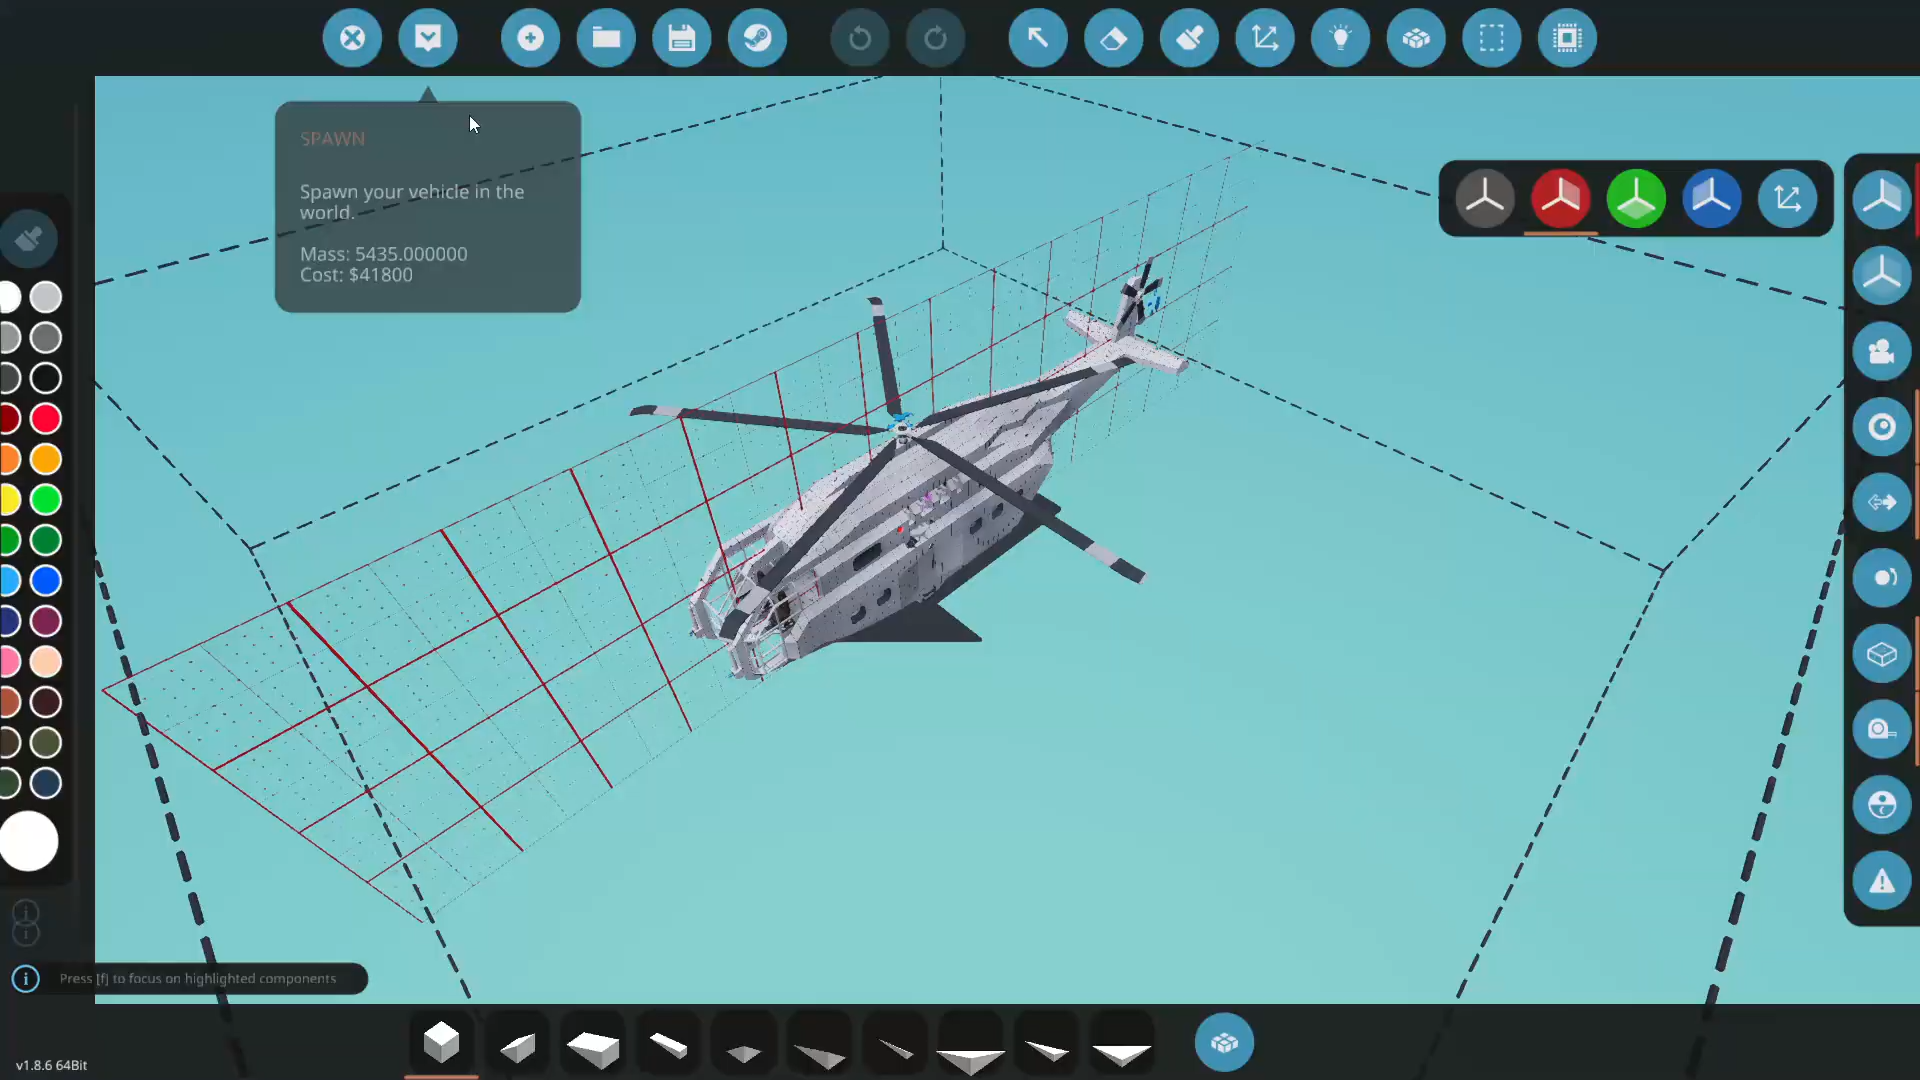 SPAWN
Spawn your vehicle in the
world.
Mass: 5435.000000
Cost: $41800
Press [f] to focus on highlighted components
v1.8.6 64Bit